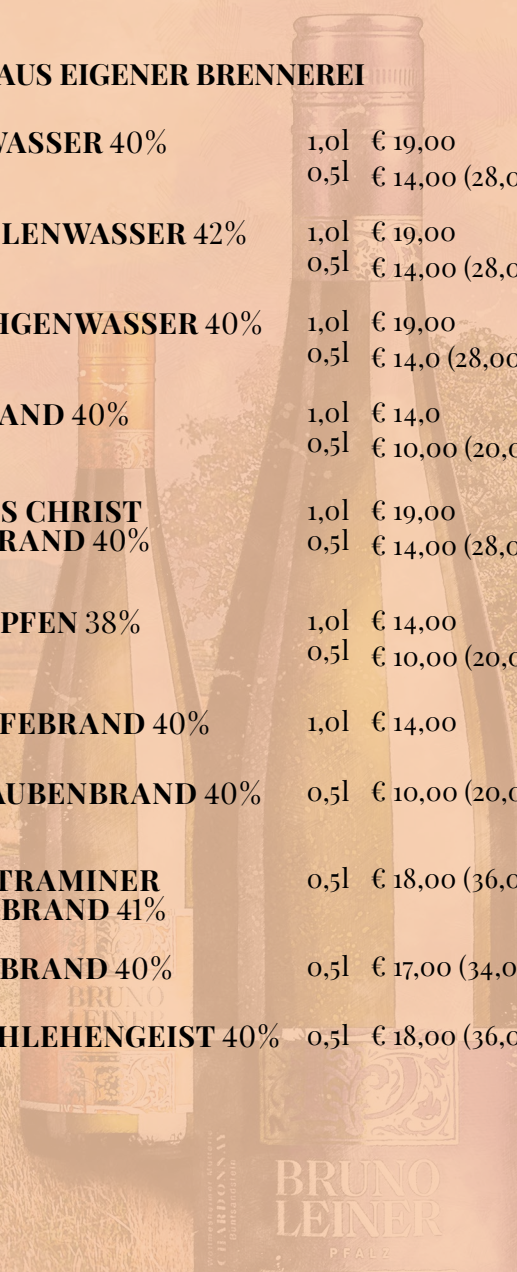 AUS EIGENER BRENNEREI
WASSER 40% 1,0l € 19,00
0,5l € 14,00 (28,0
LENWASSER 42% 1,0l € 19,00
0,5l € 14,00 (28,0
HGENWASSER 40% 1,0l € 19,00
0,5l € 14,0 (28,00
AND 40% 1,0l € 14,0
0,5l € 10,00 (20,0
S CHRIST 1,0l € 19,00
RAND 40% 0,5l € 14,00 (28,0
PFEN 38% 1,0l € 14,00
0,5l € 10,00 (20,0
FEBRAND 40% 1,0l € 14,00
AUBENBRAND 40% 0,5l € 10,00 (20,0
TRAMINER 0,5l € 18,00 (36,0
BRAND 41%
BRAND 40% 0,5l € 17,00 (34,0
HLEHENGEIST 40% 0,5l € 18,00 (36,0
BRUNO
LEINER
CHARDONNAY
BRUNO
LEINER
PFALZ